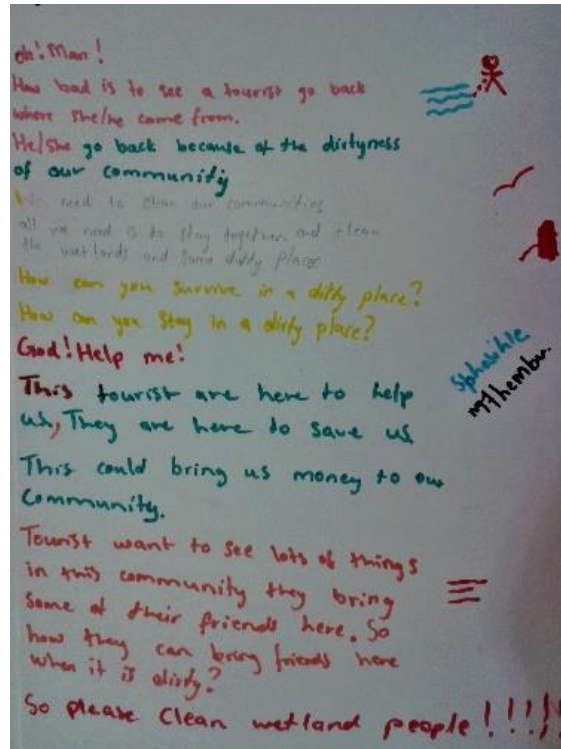 oh! Man!
How bad is to see a tourist go back
where she/he come from.
He/She go back because of the dirtyness
of our community
We need to clean our communities
all we need is to stay together and clean
the wetlands and some dirty places
How can you survive in a dirty place?
How can you stay in a dirty place?
God! Help me!
This tourist are here to help
us, They are here to save us
This could bring us money to our
Community.
Tourist want to see lots of things
in this community they bring
some of their friends here. So
how they can bring friends here
when it is dirty?
So please clean wetland people !!!!!
Sphesihle
Mthembu.